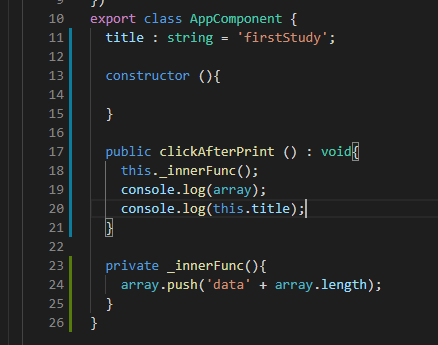 9 })
10 export class AppComponent {
11 title : string = 'firstStudy';
12
13 constructor (){
14
15 }
16
17 public clickAfterPrint () : void{
18 this._innerFunc();
19 console.log(array);
20 console.log(this.title);
21 }
22
23 private _innerFunc(){
24 array.push('data' + array.length);
25 }
26 }